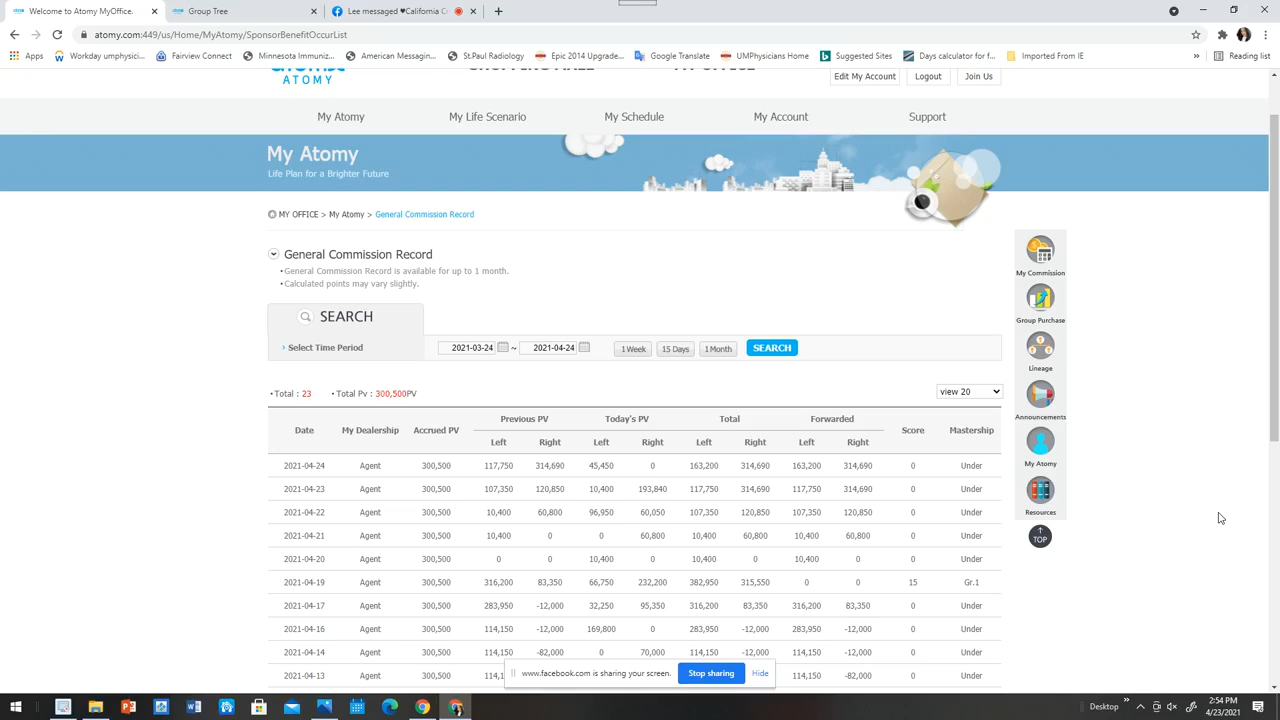 Welcome to Atomy MyOffice.
Group Tree
Lee messaged ♥California C
atomy.com:449/us/Home/MyAtomy/SponsorBenefitOccurList
Apps Workday umphysici... Fairview Connect Minnesota Immuniz... American Messagin... St.Paul Radiology Epic 2014 Upgrade... Google Translate UMPhysicians Home Suggested Sites Days calculator for f... Imported From IE » Reading list
ATOMY
Edit My Account Logout Join Us
My Atomy My Life Scenario My Schedule My Account Support
My Atomy
Life Plan for a Brighter Future
MY OFFICE > My Atomy > General Commission Record
General Commission Record
•General Commission Record is available for up to 1 month.
•Calculated points may vary slightly.
SEARCH
Select Time Period 2021-03-24 ~ 2021-04-24 1 Week 15 Days 1 Month SEARCH
•Total : 23 •Total Pv : 300,500PV view 20
Previous PV Today's PV Total Forwarded
Date My Dealership Accrued PV Score Mastership
Left Right Left Right Left Right Left Right
2021-04-24 Agent 300,500 117,750 314,690 45,450 0 163,200 314,690 163,200 314,690 0 Under
2021-04-23 Agent 300,500 107,350 120,850 10,400 193,840 117,750 314,690 117,750 314,690 0 Under
2021-04-22 Agent 300,500 10,400 60,800 96,950 60,050 107,350 120,850 107,350 120,850 0 Under
2021-04-21 Agent 300,500 10,400 0 0 60,800 10,400 60,800 10,400 60,800 0 Under
2021-04-20 Agent 300,500 0 0 10,400 0 10,400 0 10,400 0 0 Under
2021-04-19 Agent 300,500 316,200 83,350 66,750 232,200 382,950 315,550 0 0 15 Gr.1
2021-04-17 Agent 300,500 283,950 -12,000 32,250 95,350 316,200 83,350 316,200 83,350 0 Under
2021-04-16 Agent 300,500 114,150 -12,000 169,800 0 283,950 -12,000 283,950 -12,000 0 Under
2021-04-14 Agent 300,500 114,150 -82,000 0 70,000 114,150 -12,000 114,150 -12,000 0 Under
2021-04-13 Agent 300,500 114,150 -82,000 0 Under
My Commission
Group Purchase
Lineage
Announcements
My Atomy
Resources
TOP
www.facebook.com is sharing your screen. Stop sharing Hide
Desktop »
2:54 PM
4/23/2021